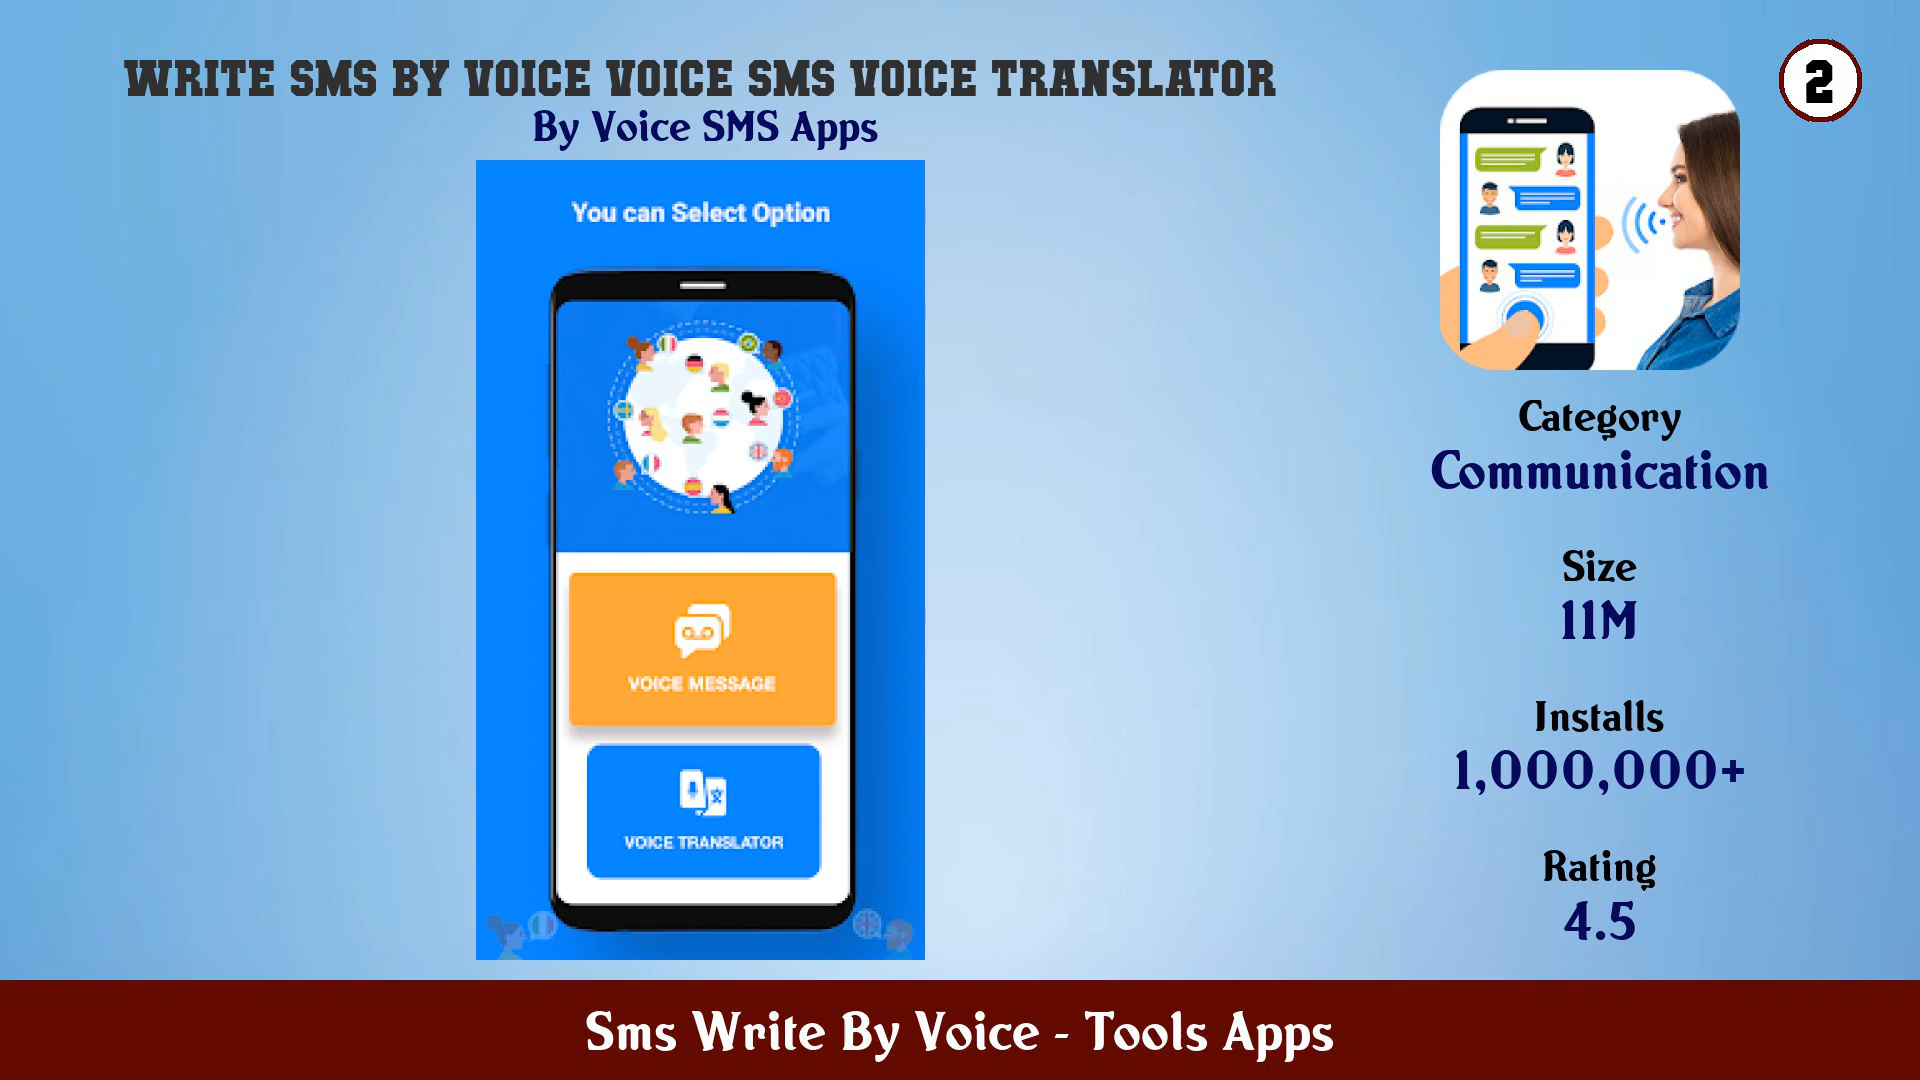 WRITE SMS BY VOICE VOICE SMS VOICE TRANSLATOR
By Voice SMS Apps
2
You can Select Option
VOICE MESSAGE
VOICE TRANSLATOR
Category
Communication
Size
11M
Installs
1,000,000+
Rating
4.5
Sms Write By Voice - Tools Apps